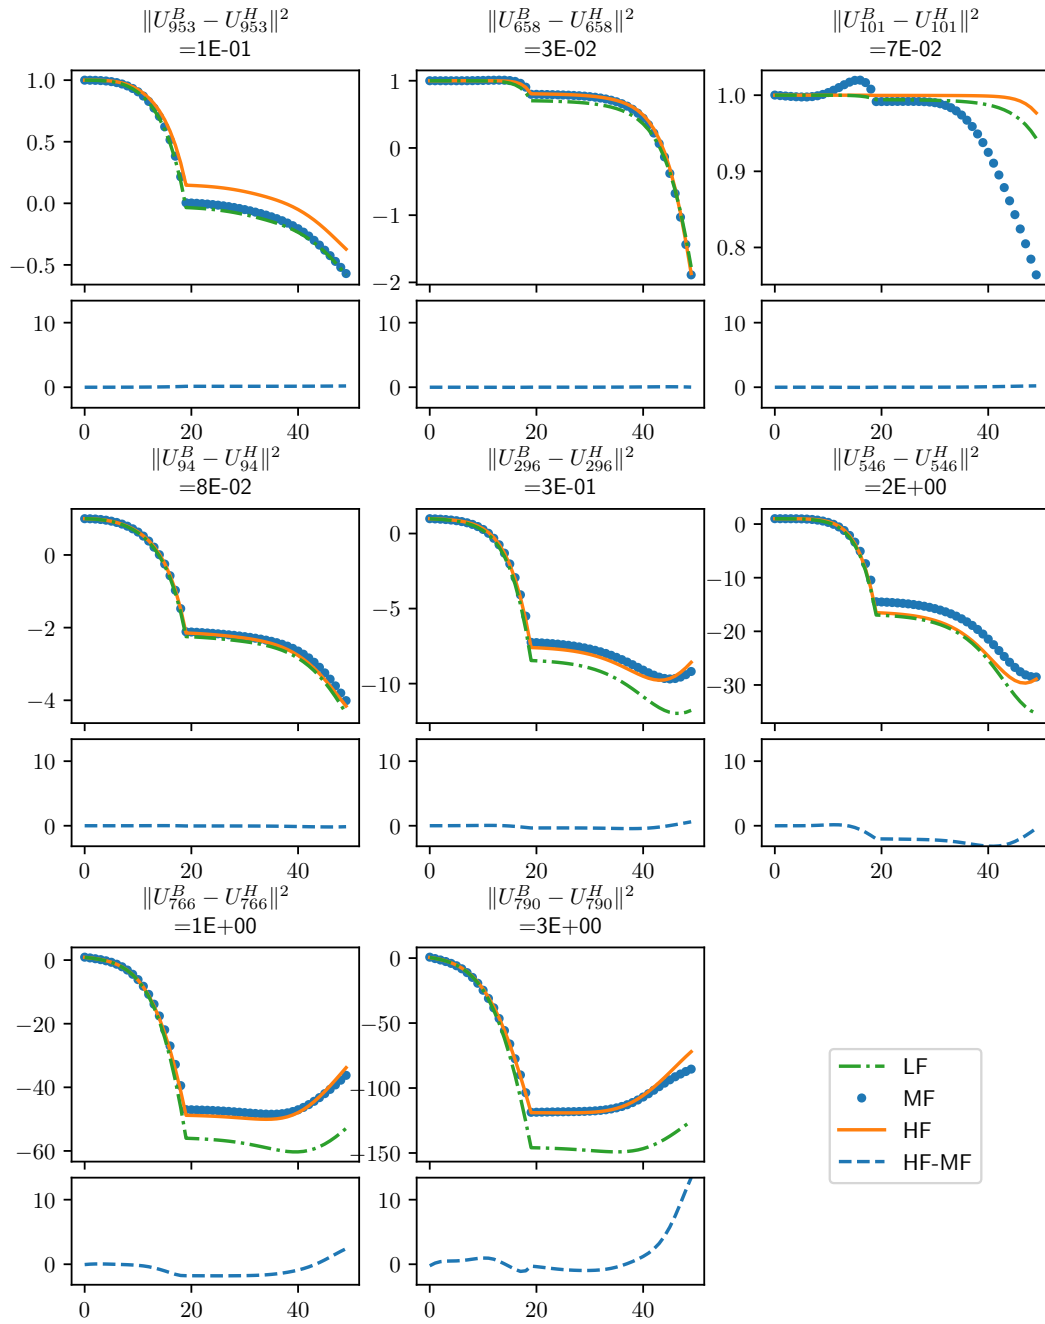 ‖U^B_953 − U^H_953‖²
=1E-01
‖U^B_658 − U^H_658‖²
=3E-02
‖U^B_101 − U^H_101‖²
=7E-02
1.0
0.5
0.0
−0.5
1
0
−1
−2
1.0
0.9
0.8
10
0
10
0
10
0
0 20 40
0 20 40
0 20 40
‖U^B_94 − U^H_94‖²
=8E-02
‖U^B_296 − U^H_296‖²
=3E-01
‖U^B_546 − U^H_546‖²
=2E+00
0
−2
−4
0
−5
−10
0
−10
−20
−30
10
0
10
0
10
0
0 20 40
0 20 40
0 20 40
‖U^B_766 − U^H_766‖²
=1E+00
‖U^B_790 − U^H_790‖²
=3E+00
0
−20
−40
−60
0
−50
−100
−150
LF
MF
HF
HF-MF
10
0
10
0
0 20 40
0 20 40